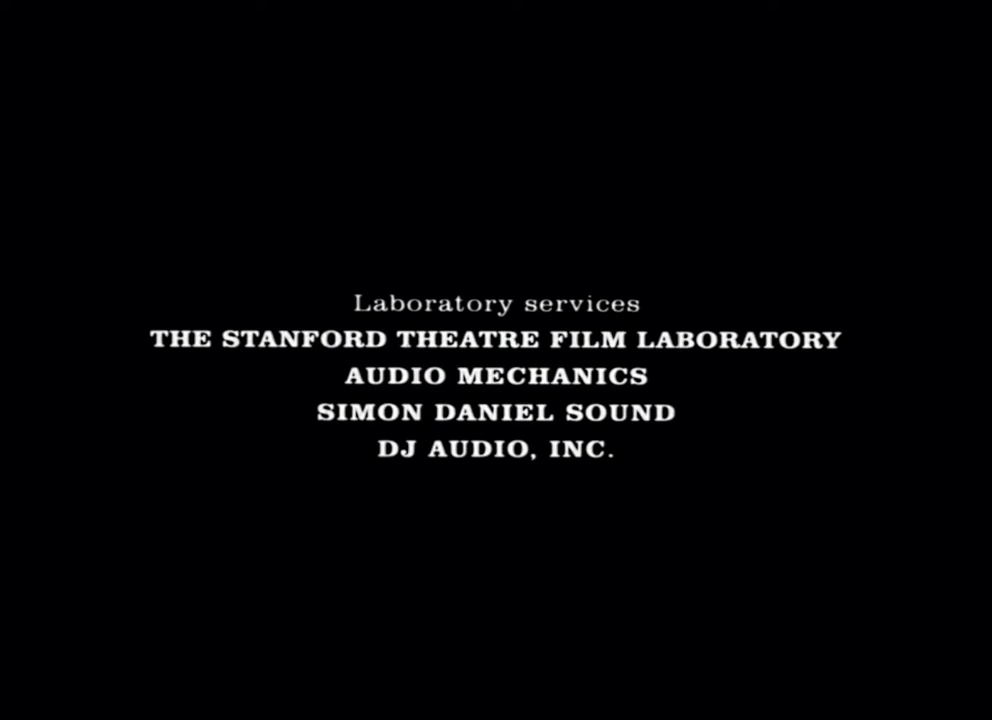 Laboratory services
THE STANFORD THEATRE FILM LABORATORY
AUDIO MECHANICS
SIMON DANIEL SOUND
DJ AUDIO, INC.